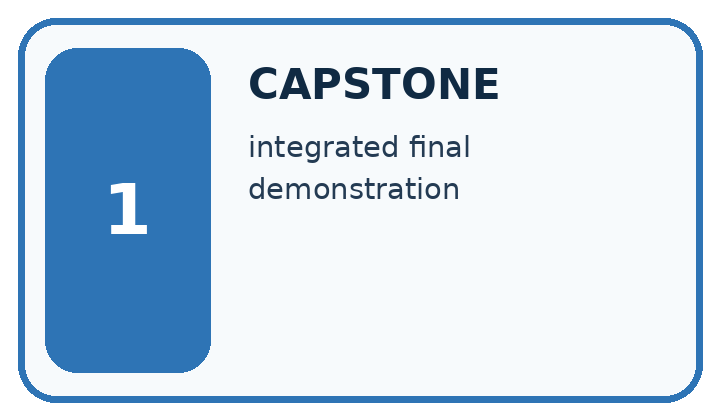 1
CAPSTONE
integrated final
demonstration